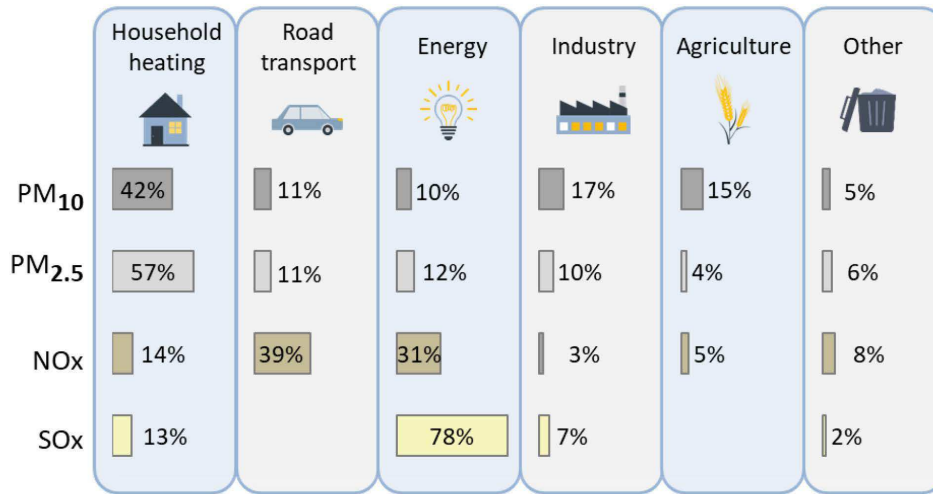 Household heating
Road transport
Energy
Industry
Agriculture
Other
PM10 42% 11% 10% 17% 15% 5%
PM2.5 57% 11% 12% 10% 4% 6%
NOx 14% 39% 31% 3% 5% 8%
SOx 13% 78% 7% 2%